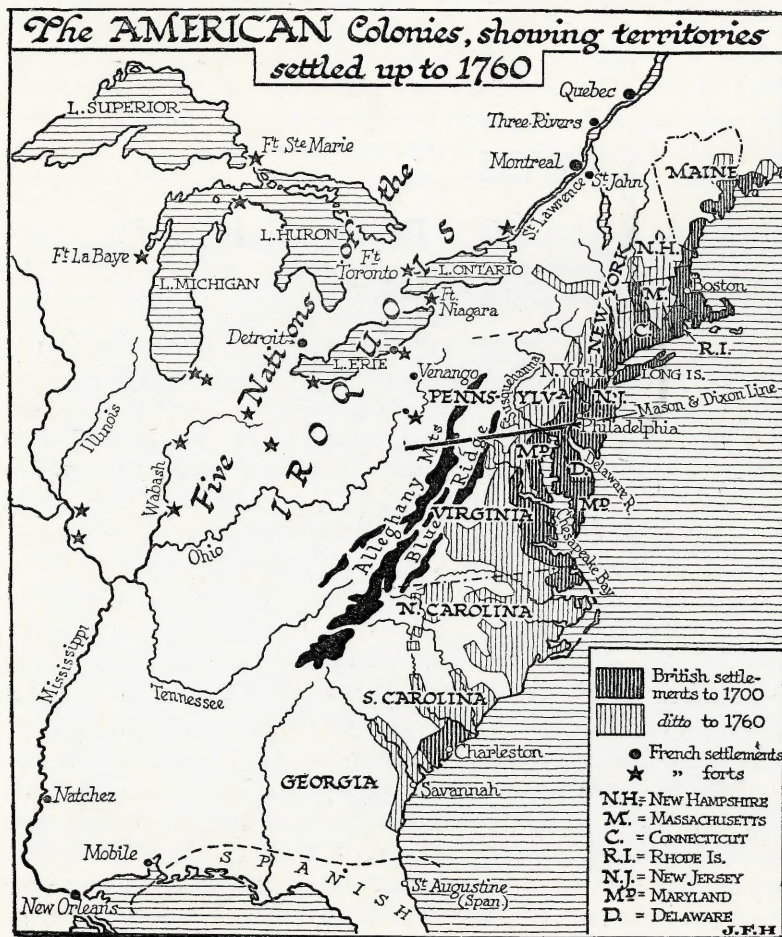 The AMERICAN Colonies, showing territories
settled up to 1760
L. SUPERIOR
Ft Ste Marie
Quebec
Three Rivers
Montreal
St John
St Lawrence
MAINE
L. HURON
Ft La Baye
L. MICHIGAN
Ft
Toronto
L. ONTARIO
Ft.
Niagara
NEW YORK
N.H.
M.
Boston
C.
R.I.
Detroit
L. ERIE
Venango
Five Nations of the
IROQUOIS
Susquehanna
N. York
LONG IS.
PENNS-YLVA
N.J.
Mason & Dixon Line
Philadelphia
Illinois
Wabash
Ohio
Alleghany Mts
Blue Ridge
MD
D.
Delaware R.
MD
VIRGINIA
Chesapeake Bay
N. CAROLINA
Mississippi
Tennessee
S. CAROLINA
Charleston
GEORGIA
Savannah
Natchez
Mobile
SPANISH
St Augustine
(Span)
New Orleans
British settle-
ments to 1700
ditto to 1760
French settlements
" forts
N.H. = NEW HAMPSHIRE
M. = MASSACHUSETTS
C. = CONNECTICUT
R.I. = RHODE IS.
N.J. = NEW JERSEY
MD = MARYLAND
D. = DELAWARE
J.F.H